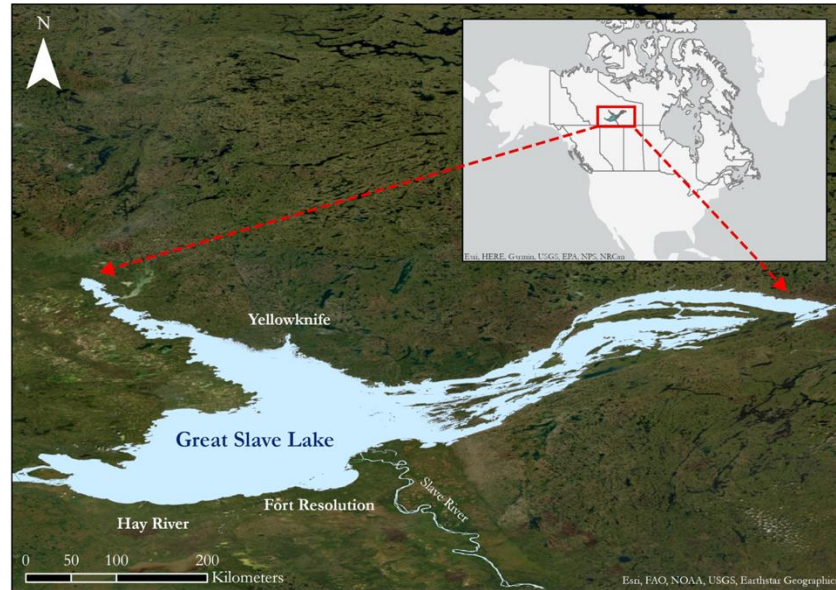 N
Esri, HERE, Garmin, USGS, EPA, NPS, NRCan
Yellowknife
Great Slave Lake
Slave River
Fort Resolution
Hay River
0 50 100 200
Kilometers
Esri, FAO, NOAA, USGS, Earthstar Geographics